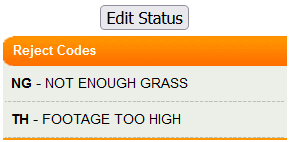 Edit Status
Reject Codes
NG - NOT ENOUGH GRASS
TH - FOOTAGE TOO HIGH